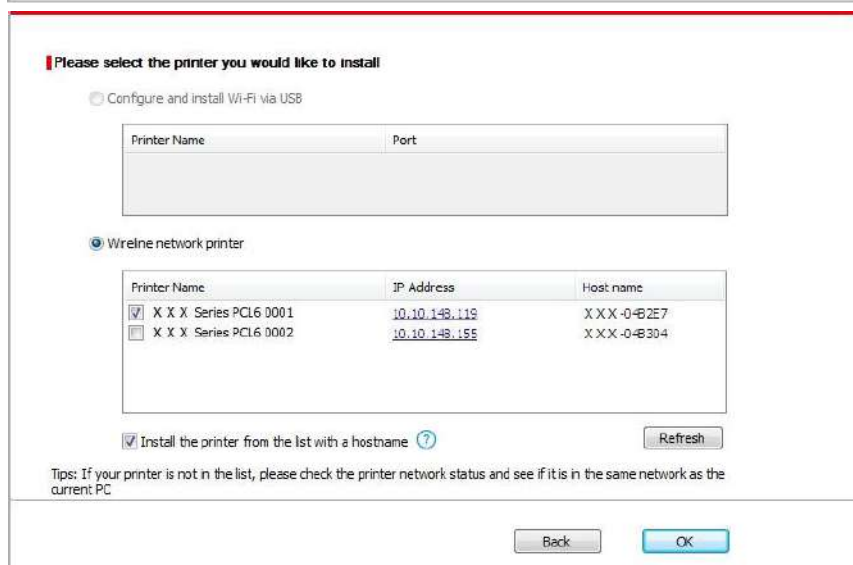 Please select the printer you would like to install
Configure and install Wi-Fi via USB
Printer Name Port
Wireline network printer
Printer Name IP Address Host name
X X X Series PCL6 0001 10.10.148.119 X X X -04B2E7
X X X Series PCL6 0002 10.10.148.155 X X X -04B304
Install the printer from the list with a hostname ?
Refresh
Tips: If your printer is not in the list, please check the printer network status and see if it is in the same network as the
current PC
Back OK